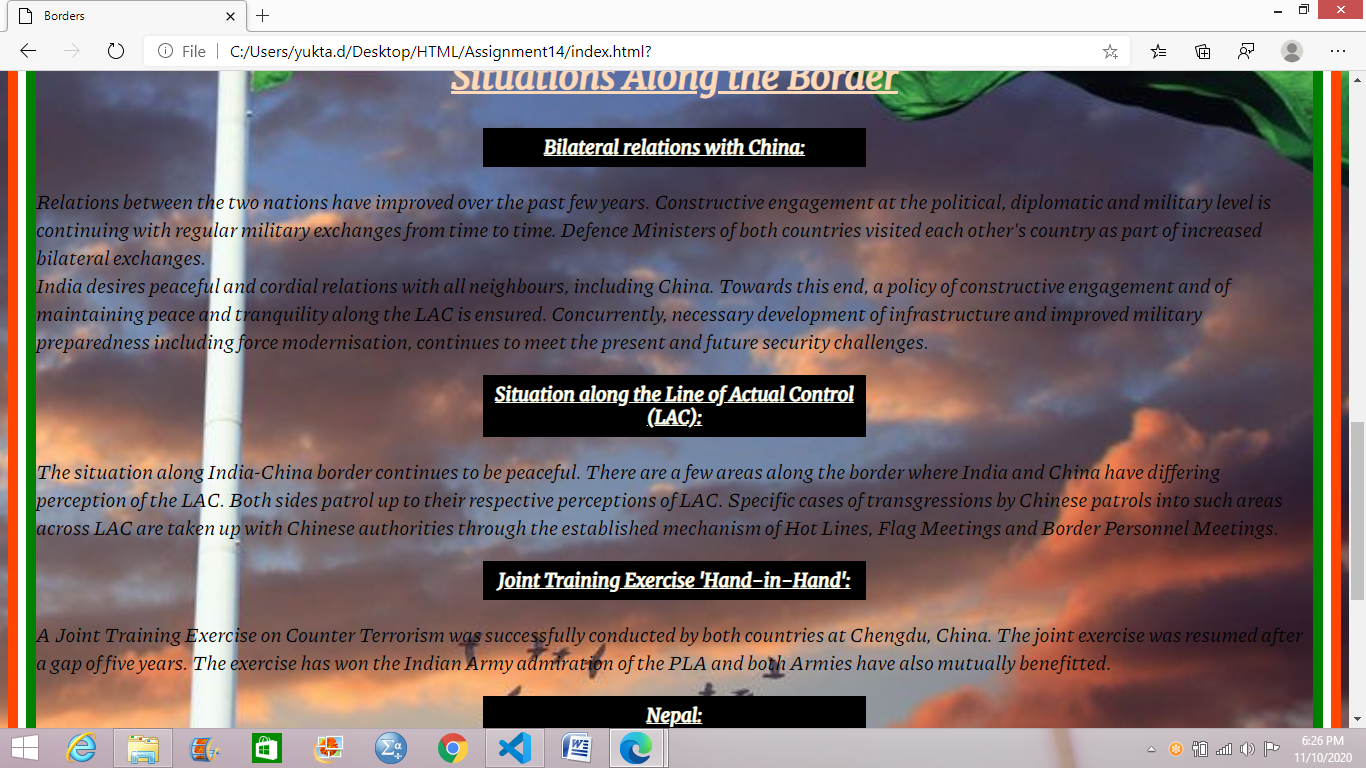 Borders
File
C:/Users/yukta.d/Desktop/HTML/Assignment14/index.html?
Situations Along the Border
Bilateral relations with China:
Relations between the two nations have improved over the past few years. Constructive engagement at the political, diplomatic and military level is
continuing with regular military exchanges from time to time. Defence Ministers of both countries visited each other's country as part of increased
bilateral exchanges.
India desires peaceful and cordial relations with all neighbours, including China. Towards this end, a policy of constructive engagement and of
maintaining peace and tranquility along the LAC is ensured. Concurrently, necessary development of infrastructure and improved military
preparedness including force modernisation, continues to meet the present and future security challenges.
Situation along the Line of Actual Control
(LAC):
The situation along India-China border continues to be peaceful. There are a few areas along the border where India and China have differing
perception of the LAC. Both sides patrol up to their respective perceptions of LAC. Specific cases of transgressions by Chinese patrols into such areas
across LAC are taken up with Chinese authorities through the established mechanism of Hot Lines, Flag Meetings and Border Personnel Meetings.
Joint Training Exercise 'Hand-in-Hand':
A Joint Training Exercise on Counter Terrorism was successfully conducted by both countries at Chengdu, China. The joint exercise was resumed after
a gap of five years. The exercise has won the Indian Army admiration of the PLA and both Armies have also mutually benefitted.
Nepal:
6:26 PM
11/10/2020